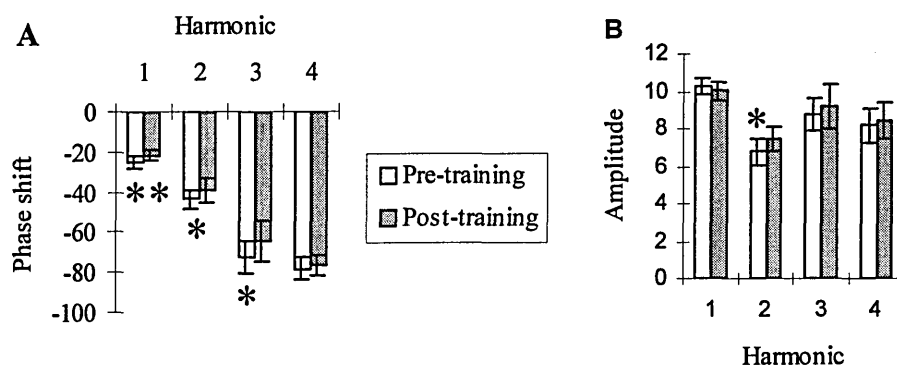 A
Harmonic
1 2 3 4
0
-20
-40
-60
-80
-100
Phase shift
* *
*
*
Pre-training
Post-training
B
12
10
8
6
4
2
0
Amplitude
*
1 2 3 4
Harmonic